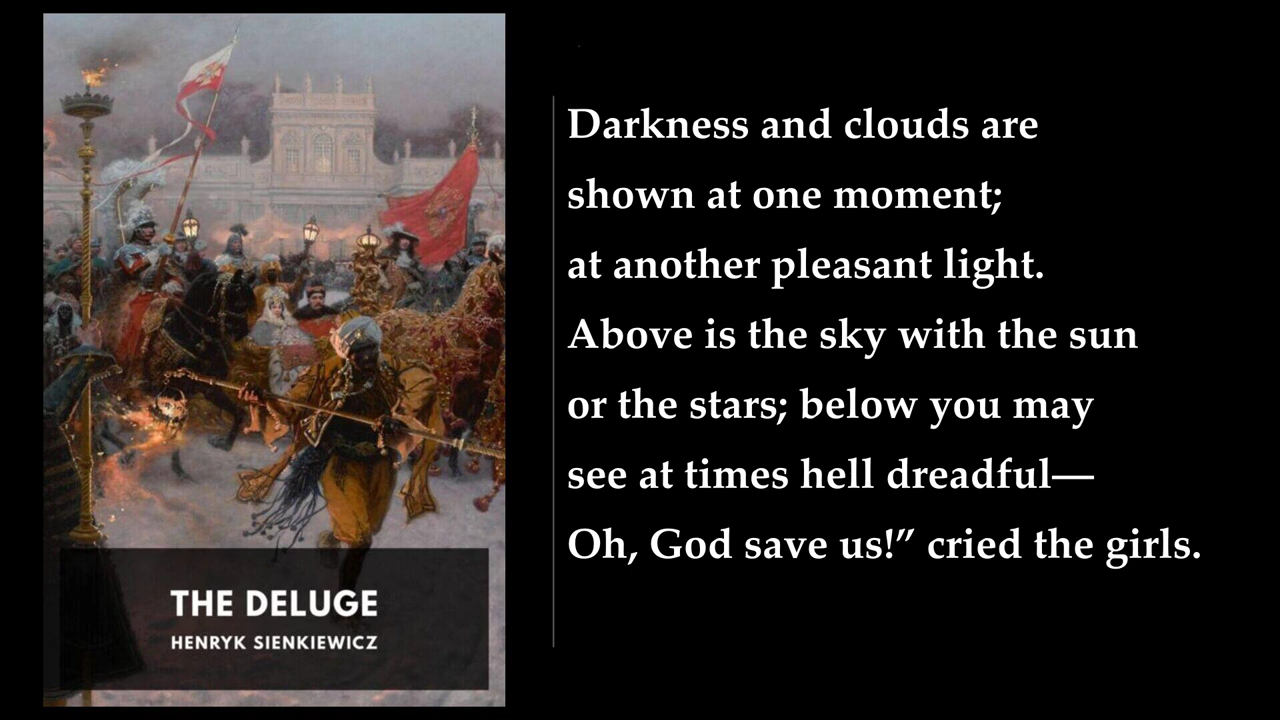 THE DELUGE
HENRYK SIENKIEWICZ
Darkness and clouds are
shown at one moment;
at another pleasant light.
Above is the sky with the sun
or the stars; below you may
see at times hell dreadful—
Oh, God save us!” cried the girls.